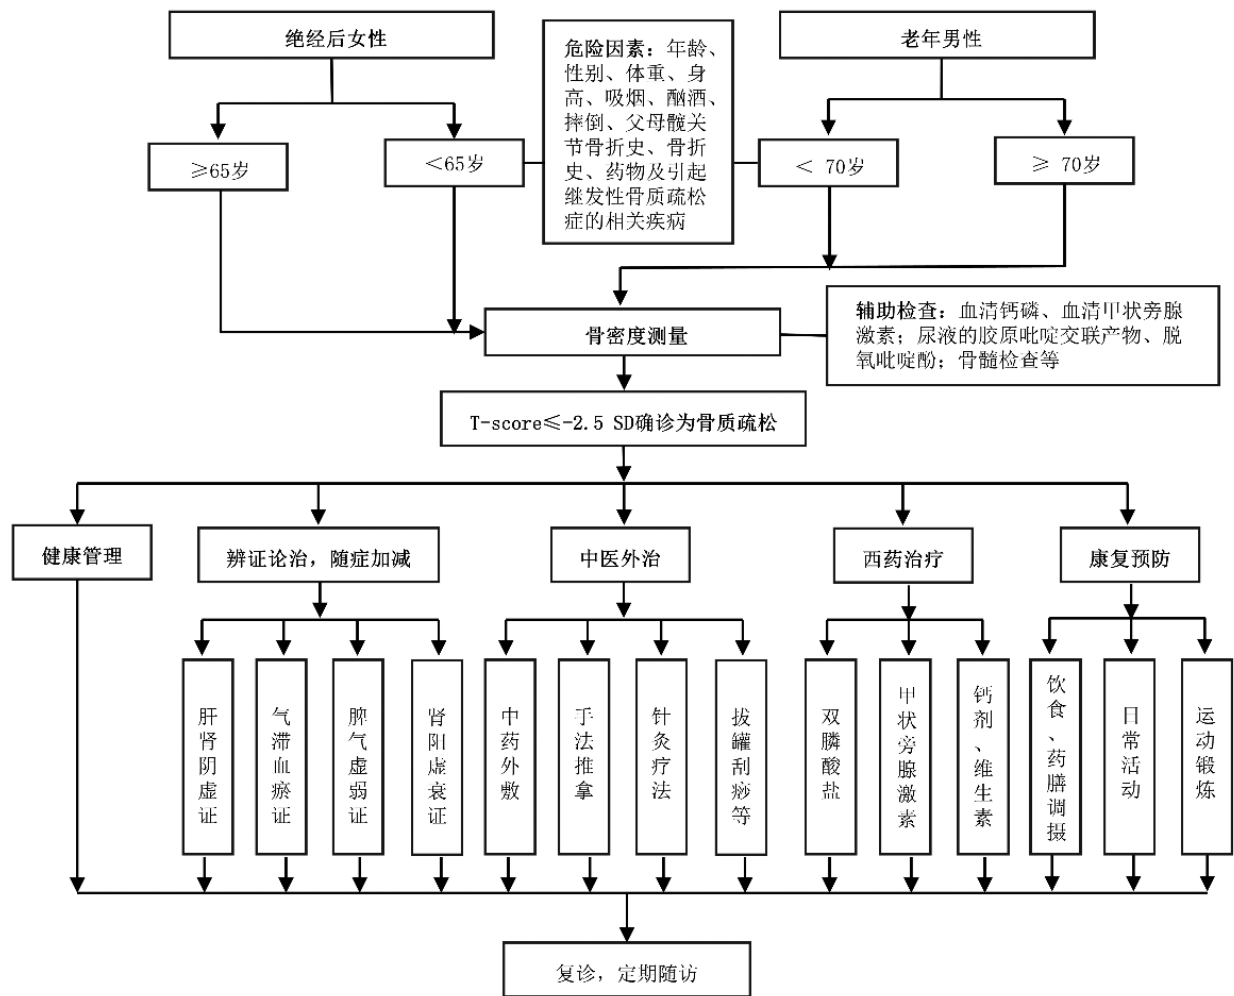 绝经后女性
老年男性
危险因素：年龄、
性别、体重、身
高、吸烟、酗酒、
摔倒、父母髋关
节骨折史、骨折
史、药物及引起
继发性骨质疏松
症的相关疾病
≥65岁
<65岁
< 70岁
≥ 70岁
骨密度测量
辅助检查：血清钙磷、血清甲状旁腺
激素；尿液的胶原吡啶交联产物、脱
氧吡啶酚；骨髓检查等
T-score≤-2.5 SD确诊为骨质疏松
健康管理
辨证论治，随症加减
中医外治
西药治疗
康复预防
肝肾阴虚证
气滞血瘀证
脾气虚弱证
肾阳虚衰证
中药外敷
手法推拿
针灸疗法
拔罐刮痧等
双膦酸盐
甲状旁腺激素
钙剂、维生素
饮食、药膳调摄
日常活动
运动锻炼
复诊，定期随访